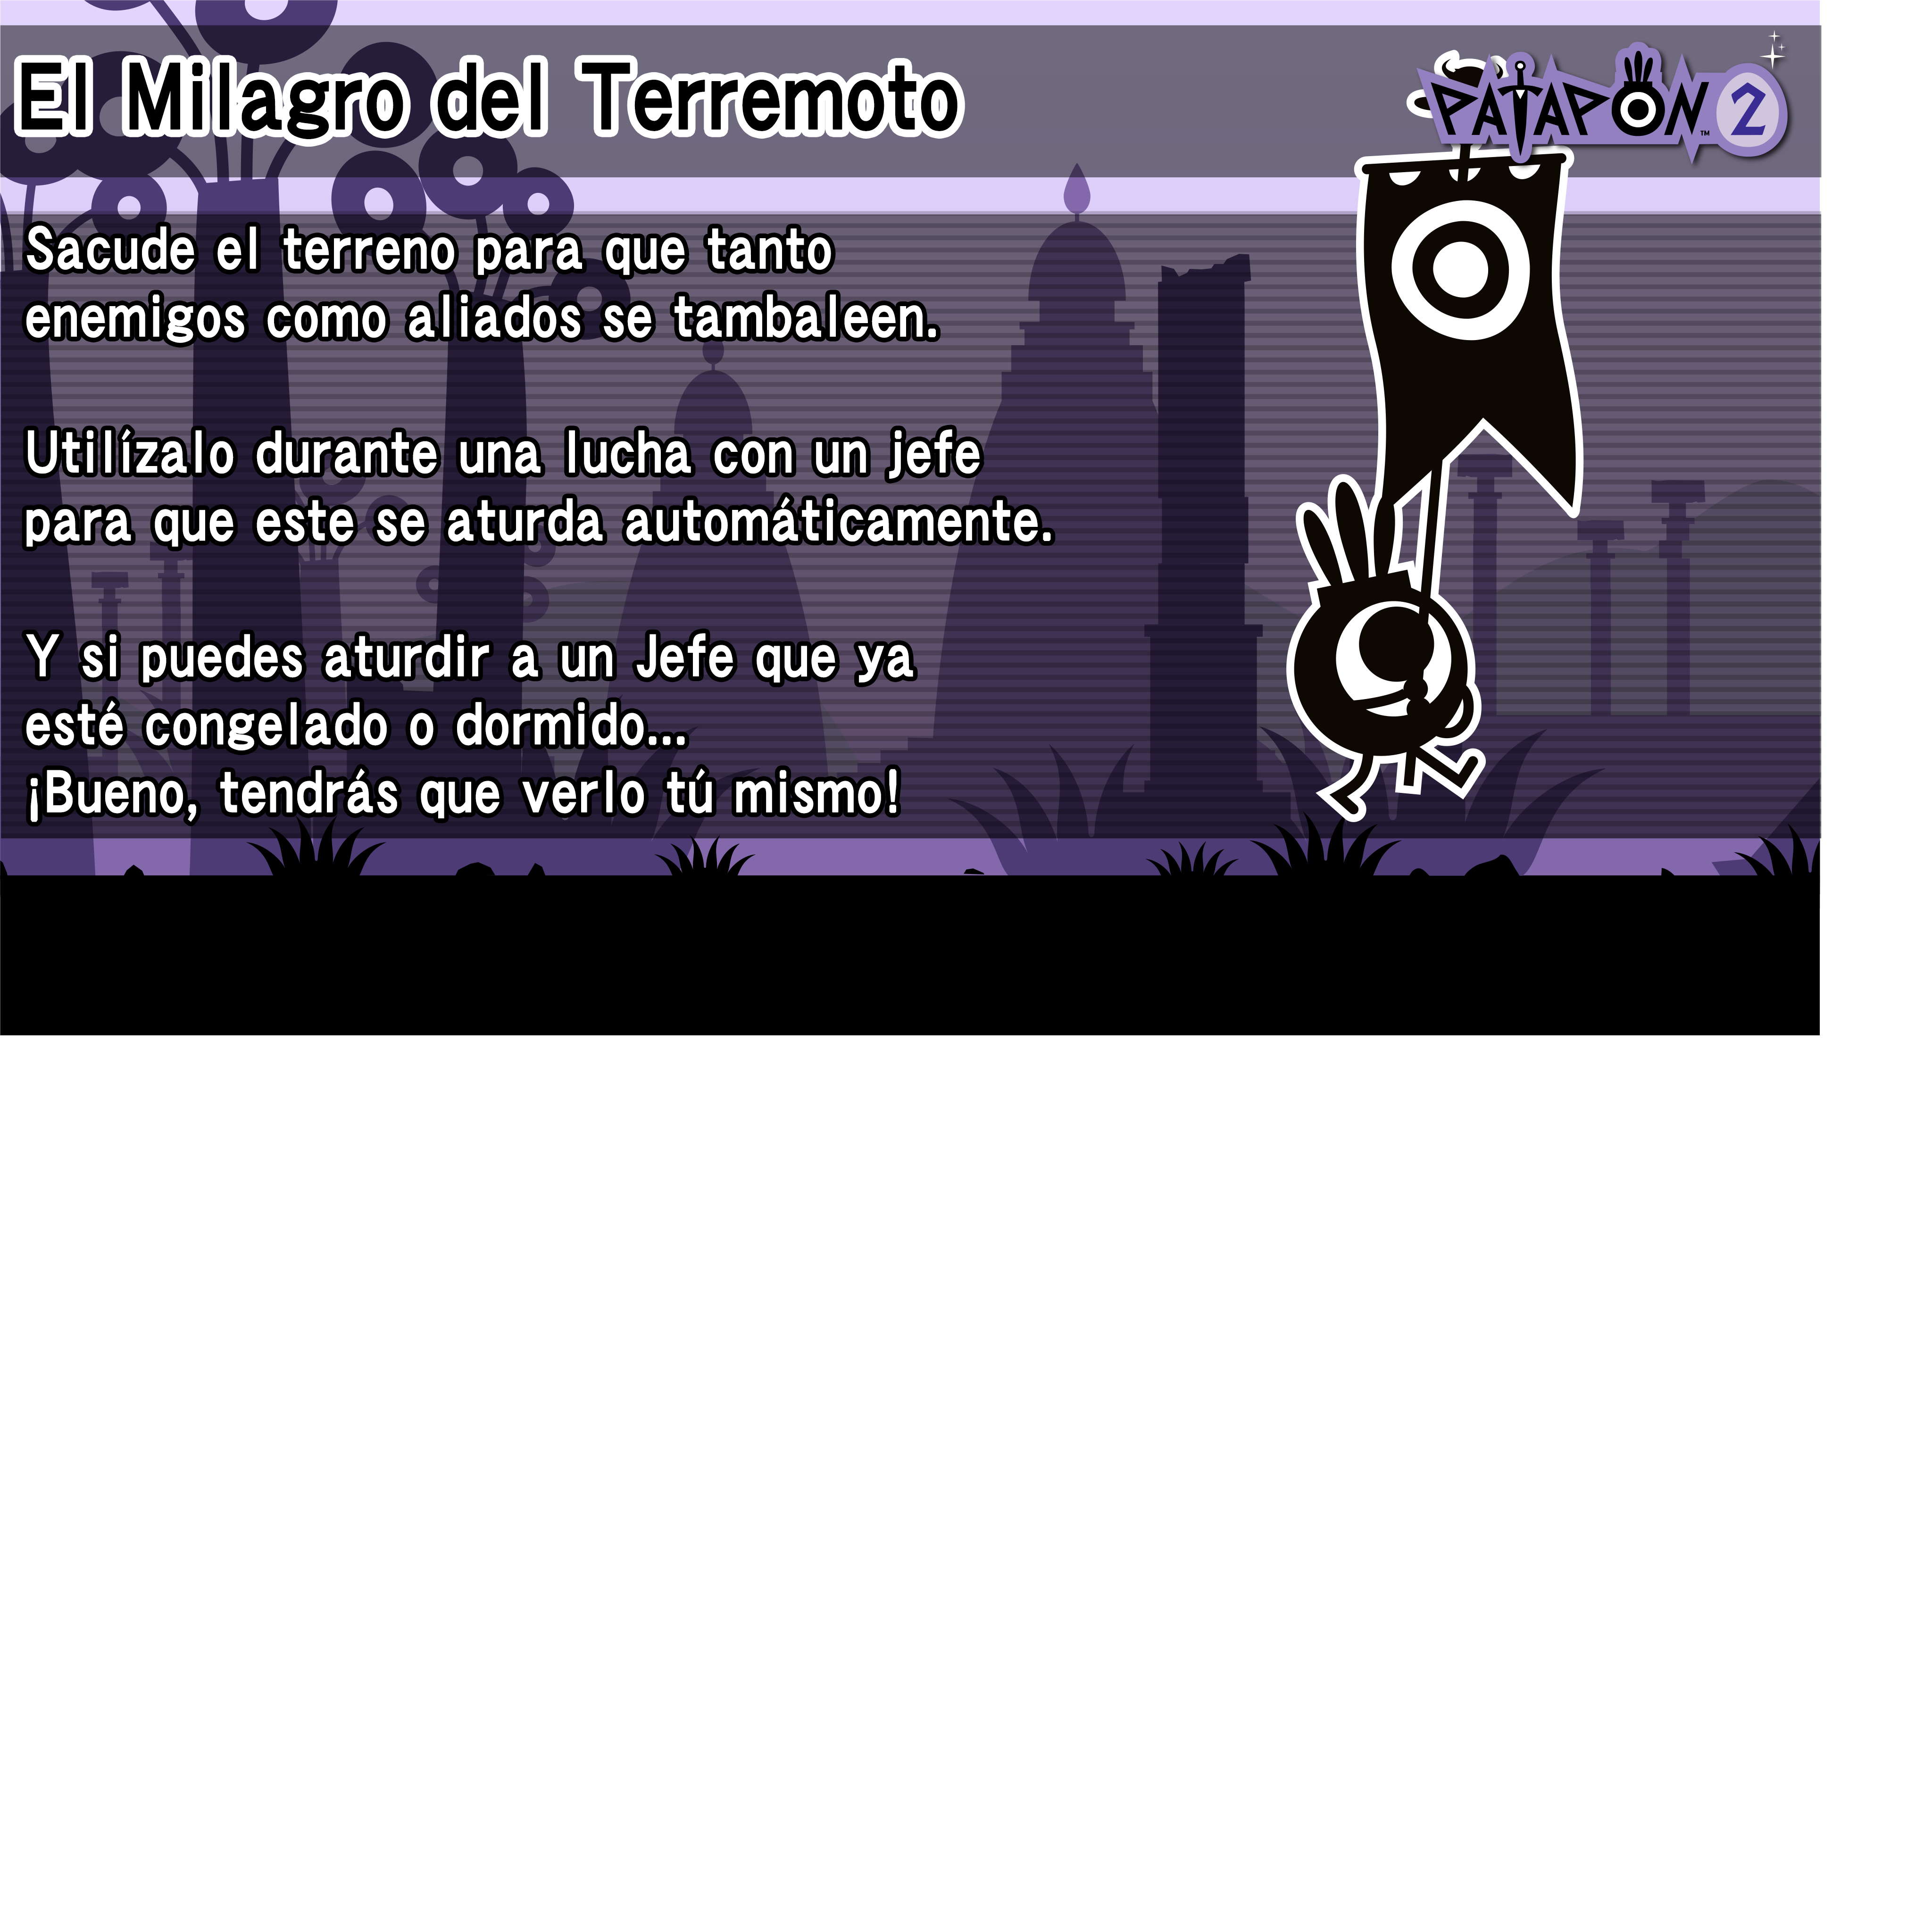 El Milagro del Terremoto
PATAPON™ 2
Sacude el terreno para que tanto
enemigos como aliados se tambaleen.
Utilízalo durante una lucha con un jefe
para que este se aturda automáticamente.
Y si puedes aturdir a un Jefe que ya
esté congelado o dormido...
¡Bueno, tendrás que verlo tú mismo!